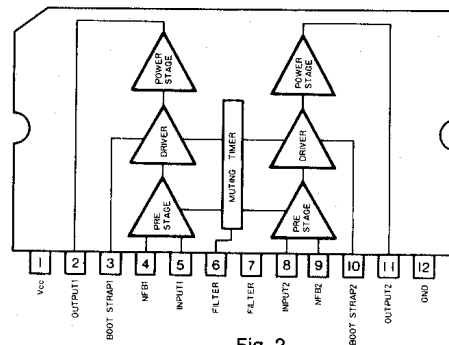 POWER STAGE
POWER STAGE
DRIVER
MUTING TIMER
DRIVER
PRE STAGE
PRE STAGE
1 2 3 4 5 6 7 8 9 10 11 12
Vcc
OUTPUT1
BOOT STRAP1
NFB1
INPUT1
FILTER
FILTER
INPUT2
NFB2
BOOT STRAP2
OUTPUT2
GND
Fig. 2